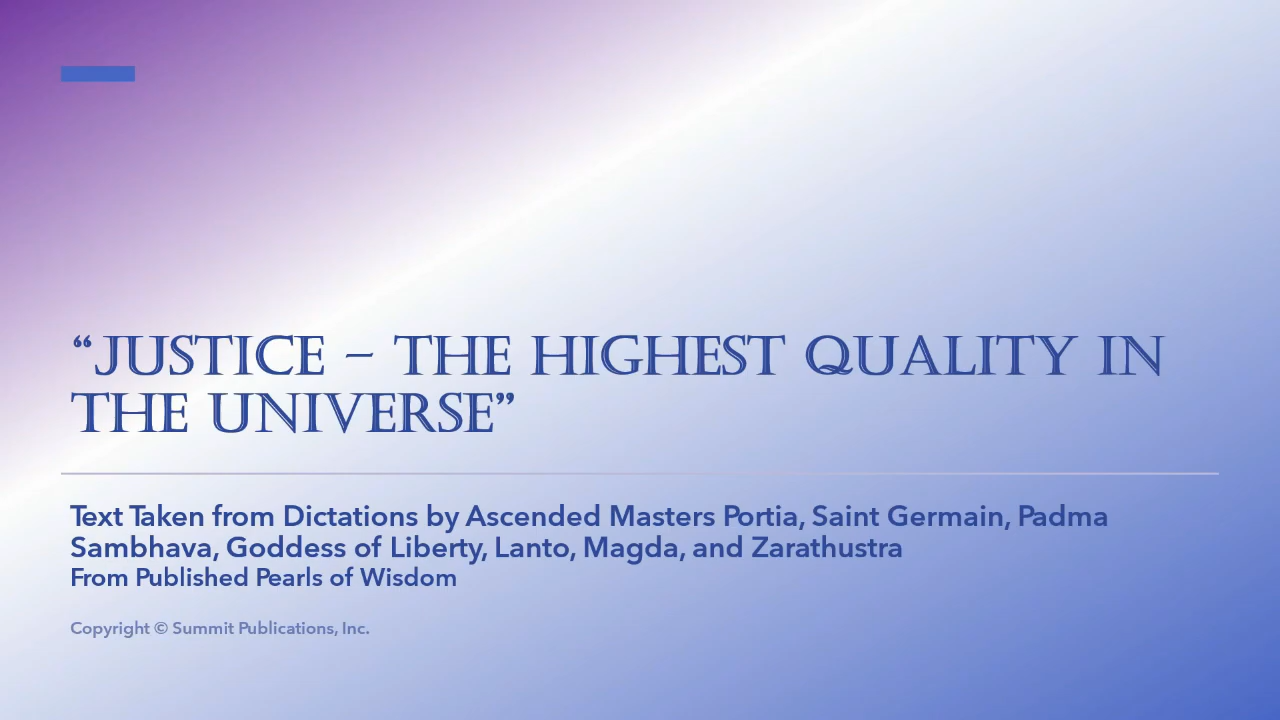 “JUSTICE – THE HIGHEST QUALITY IN
THE UNIVERSE”
Text Taken from Dictations by Ascended Masters Portia, Saint Germain, Padma
Sambhava, Goddess of Liberty, Lanto, Magda, and Zarathustra
From Published Pearls of Wisdom
Copyright © Summit Publications, Inc.